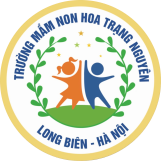 TRƯỜNG MẦM NON HOA TRẠNG NGUYÊN
LONG BIÊN - HÀ NỘI